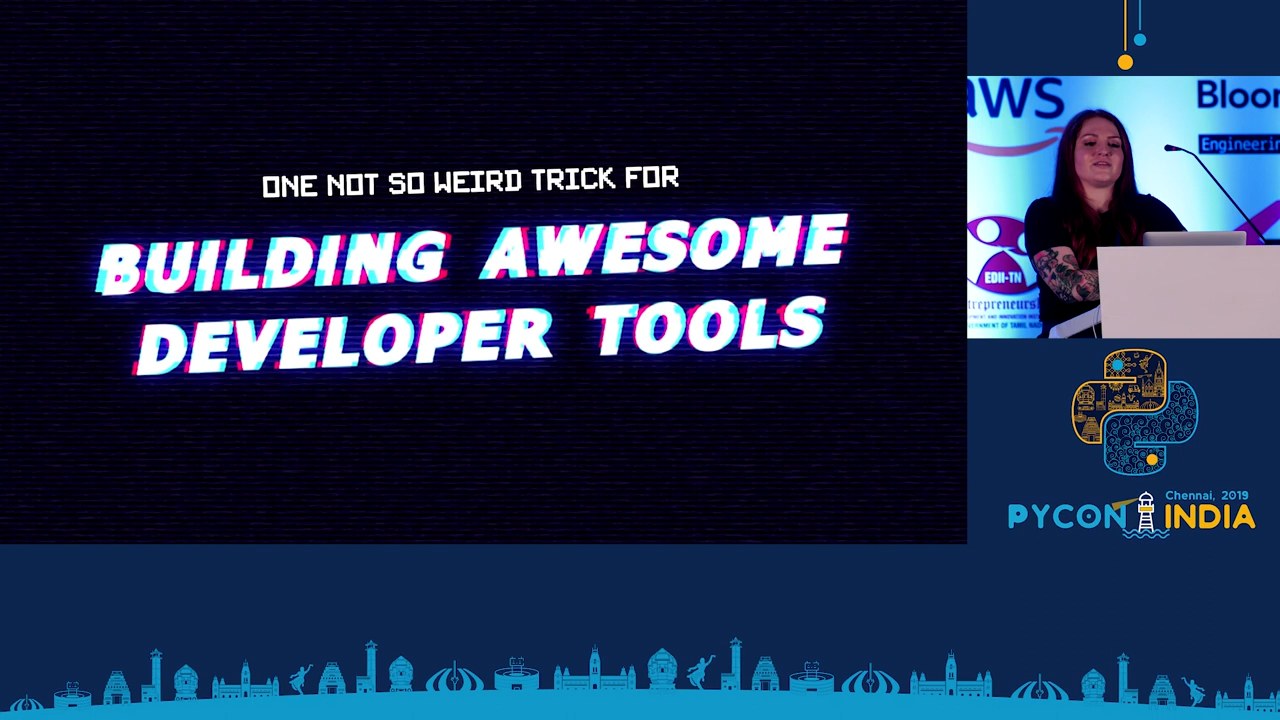 ONE NOT SO WEIRD TRICK FOR
BUILDING AWESOME
DEVELOPER TOOLS
aws
Bloo
Engineerin
EDII-TN
trepreneurs
Chennai, 2019
PYCON INDIA